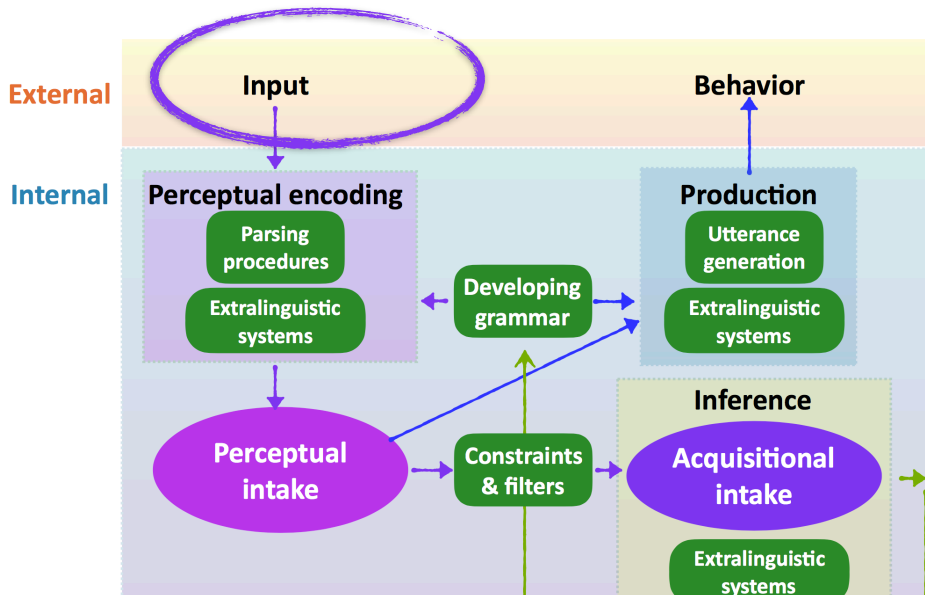 External
Input
Behavior
Internal
Perceptual encoding
Parsing
procedures
Extralinguistic
systems
Developing
grammar
Production
Utterance
generation
Extralinguistic
systems
Perceptual
intake
Constraints
& filters
Inference
Acquisitional
intake
Extralinguistic
systems